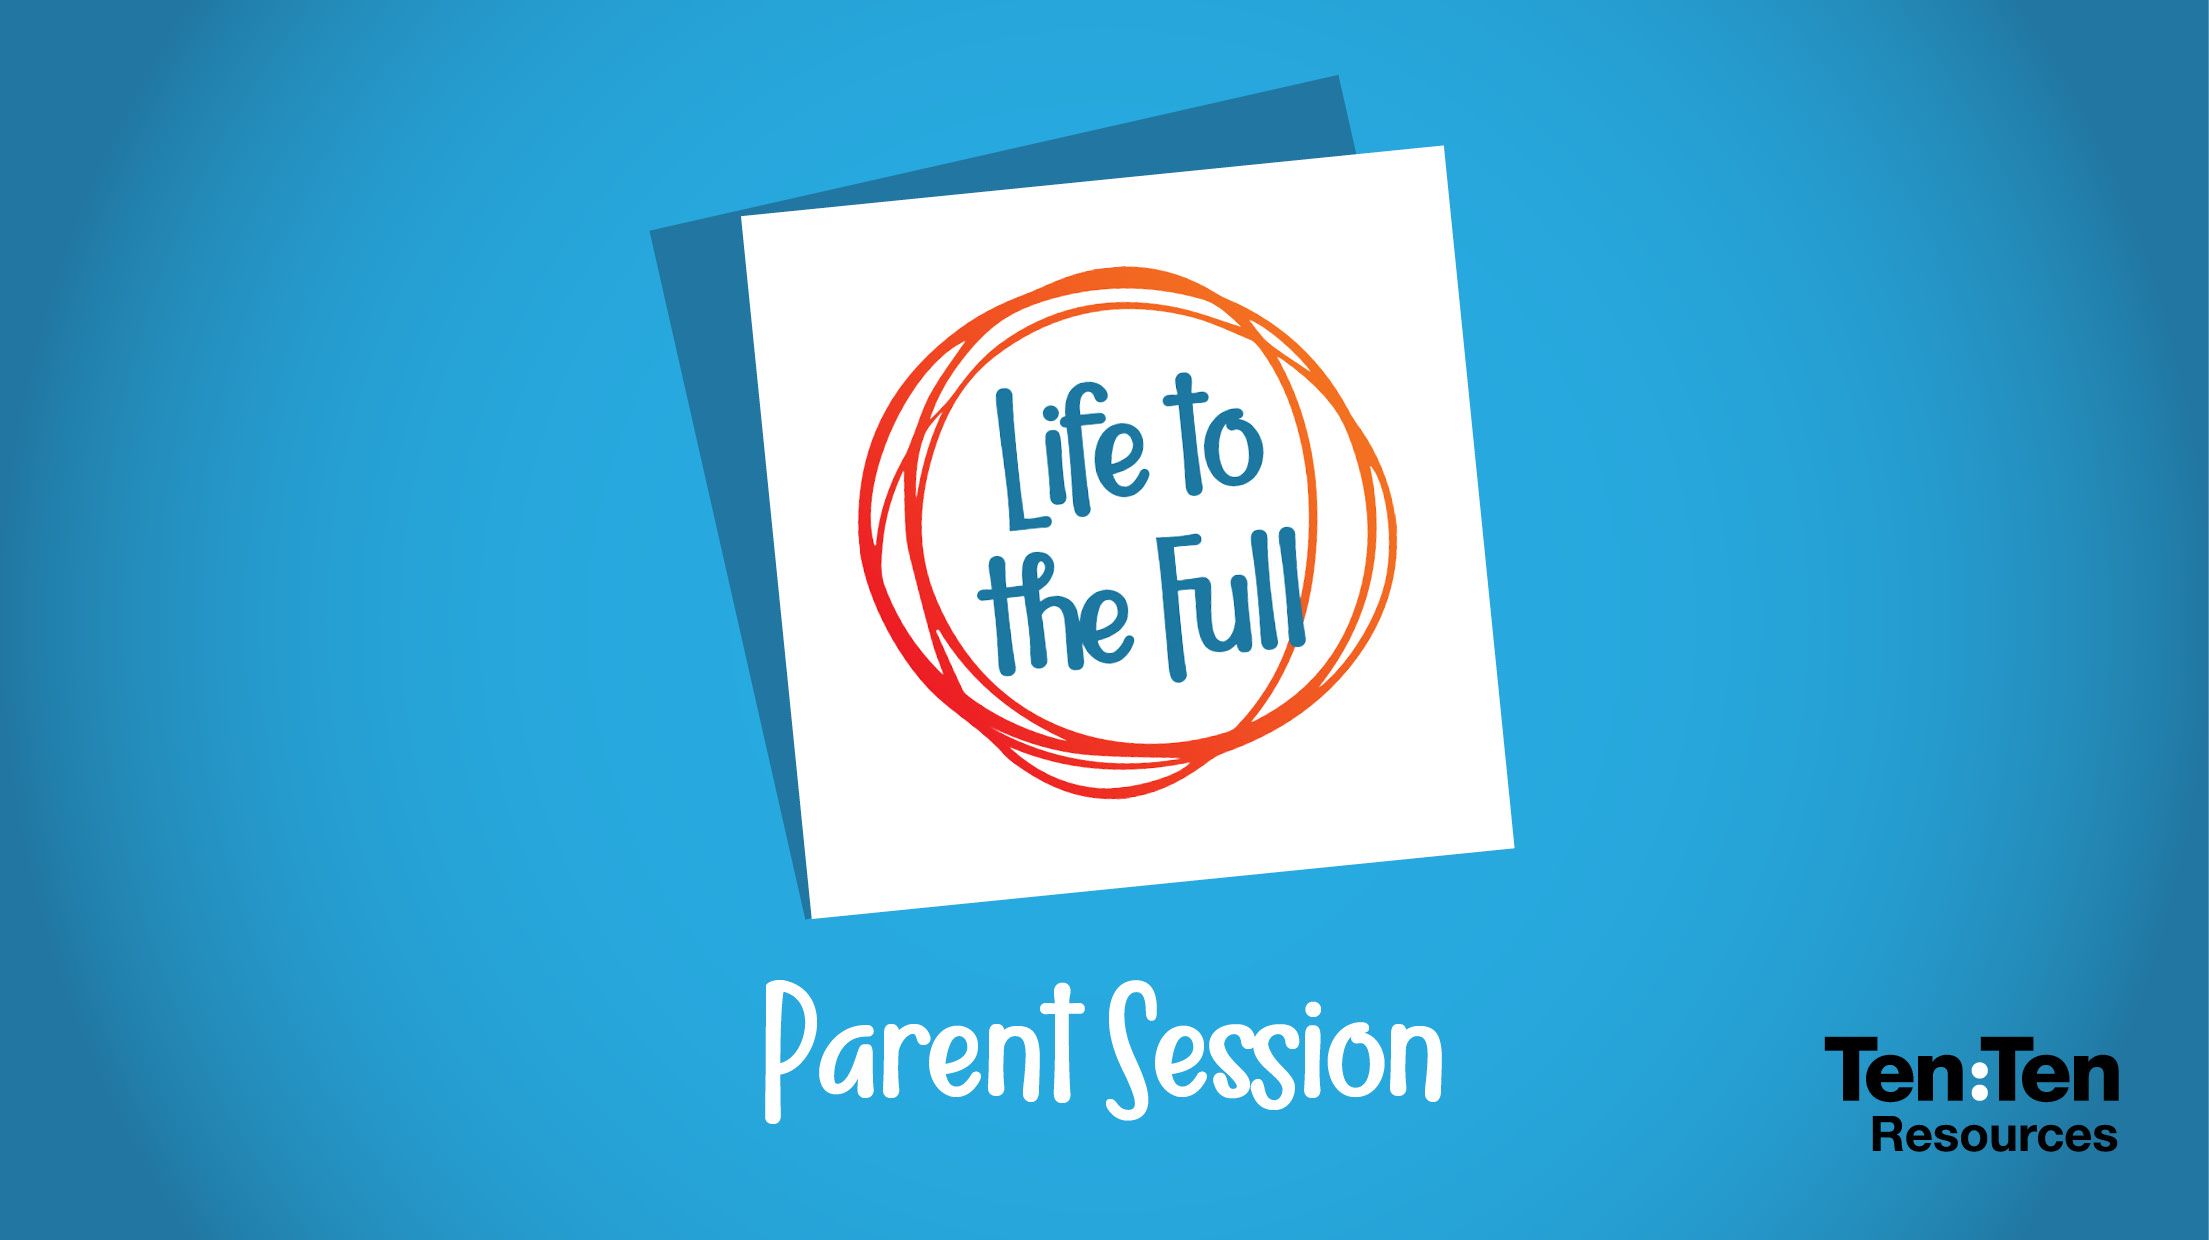 Life to
the Full
Parent Session
Ten:Ten
Resources